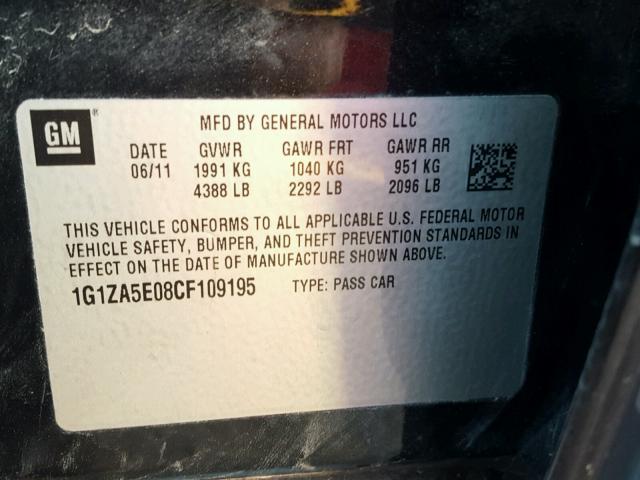 GM®
MFD BY GENERAL MOTORS LLC
DATE GVWR GAWR FRT GAWR RR
06/11 1991 KG 1040 KG 951 KG
4388 LB 2292 LB 2096 LB
THIS VEHICLE CONFORMS TO ALL APPLICABLE U.S. FEDERAL MOTOR
VEHICLE SAFETY, BUMPER, AND THEFT PREVENTION STANDARDS IN
EFFECT ON THE DATE OF MANUFACTURE SHOWN ABOVE.
1G1ZA5E08CF109195 TYPE: PASS CAR